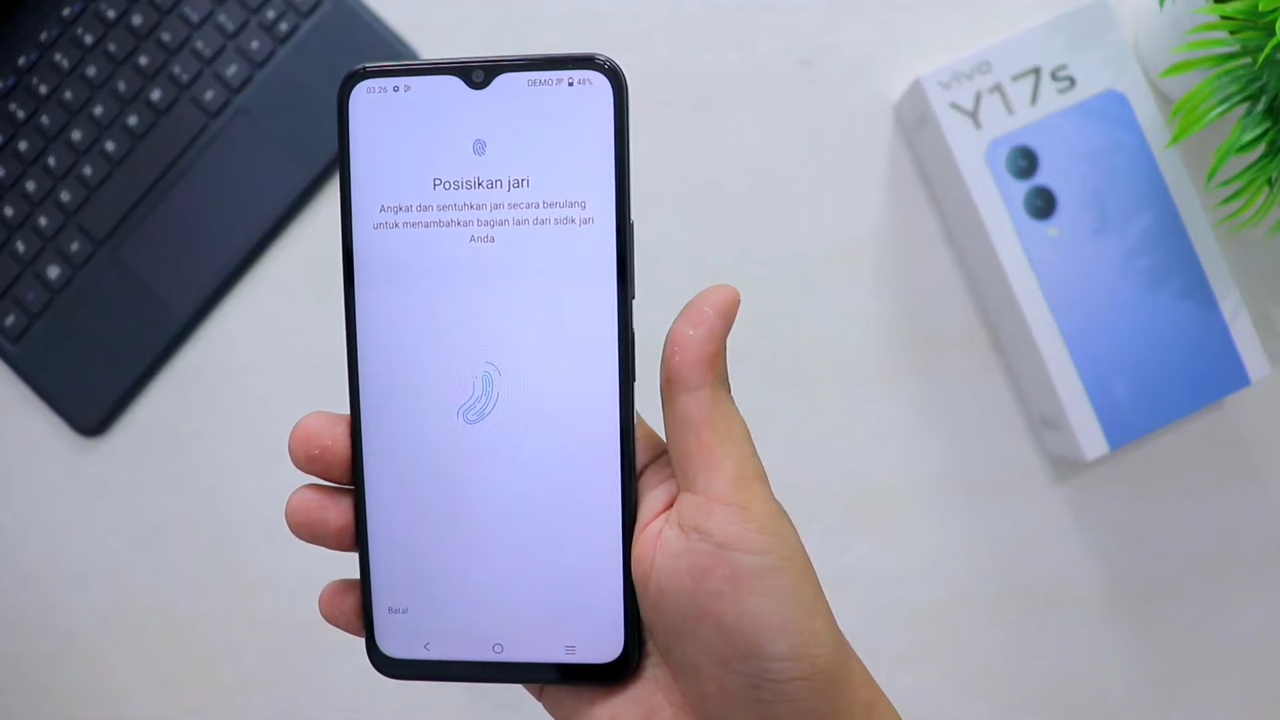 03.26
DEMO 48%
Posisikan jari
Angkat dan sentuhkan jari secara berulang
untuk menambahkan bagian lain dari sidik jari
Anda
Batal
vivo
Y17s